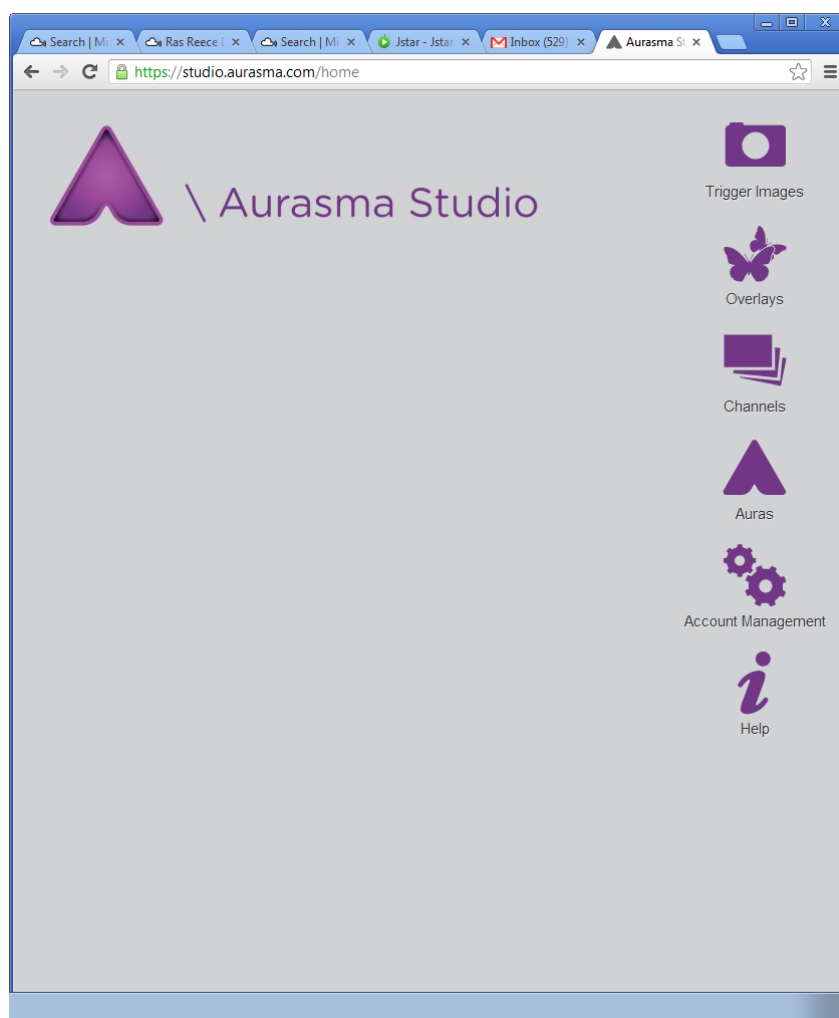 Search | Mi
Ras Reece
Search | Mi
Jstar - Jstar
Inbox (529)
Aurasma St
https://studio.aurasma.com/home
\ Aurasma Studio
Trigger Images
Overlays
Channels
Auras
Account Management
Help